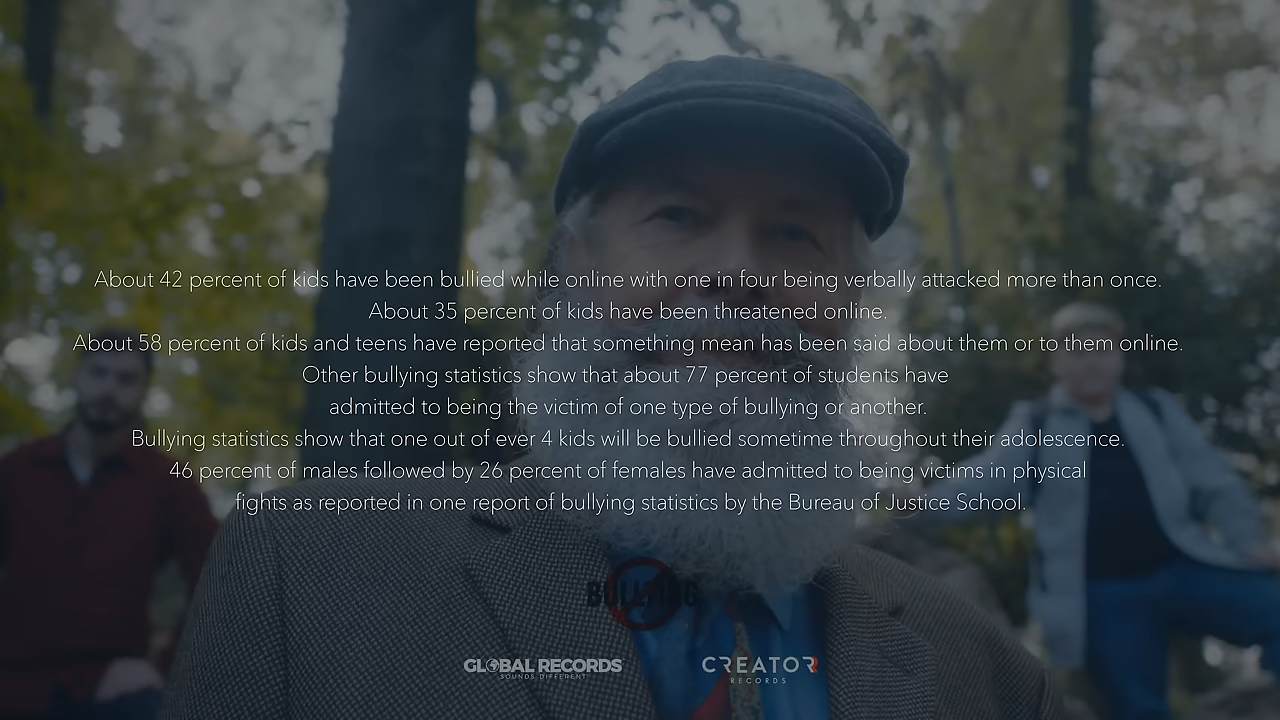 About 42 percent of kids have been bullied while online with one in four being verbally attacked more than once.
About 35 percent of kids have been threatened online.
About 58 percent of kids and teens have reported that something mean has been said about them or to them online.
Other bullying statistics show that about 77 percent of students have
admitted to being the victim of one type of bullying or another.
Bullying statistics show that one out of ever 4 kids will be bullied sometime throughout their adolescence.
46 percent of males followed by 26 percent of females have admitted to being victims in physical
fights as reported in one report of bullying statistics by the Bureau of Justice School.
BULLYING
GLOBAL RECORDS
SOUNDS DIFFERENT
CREATOR
RECORDS